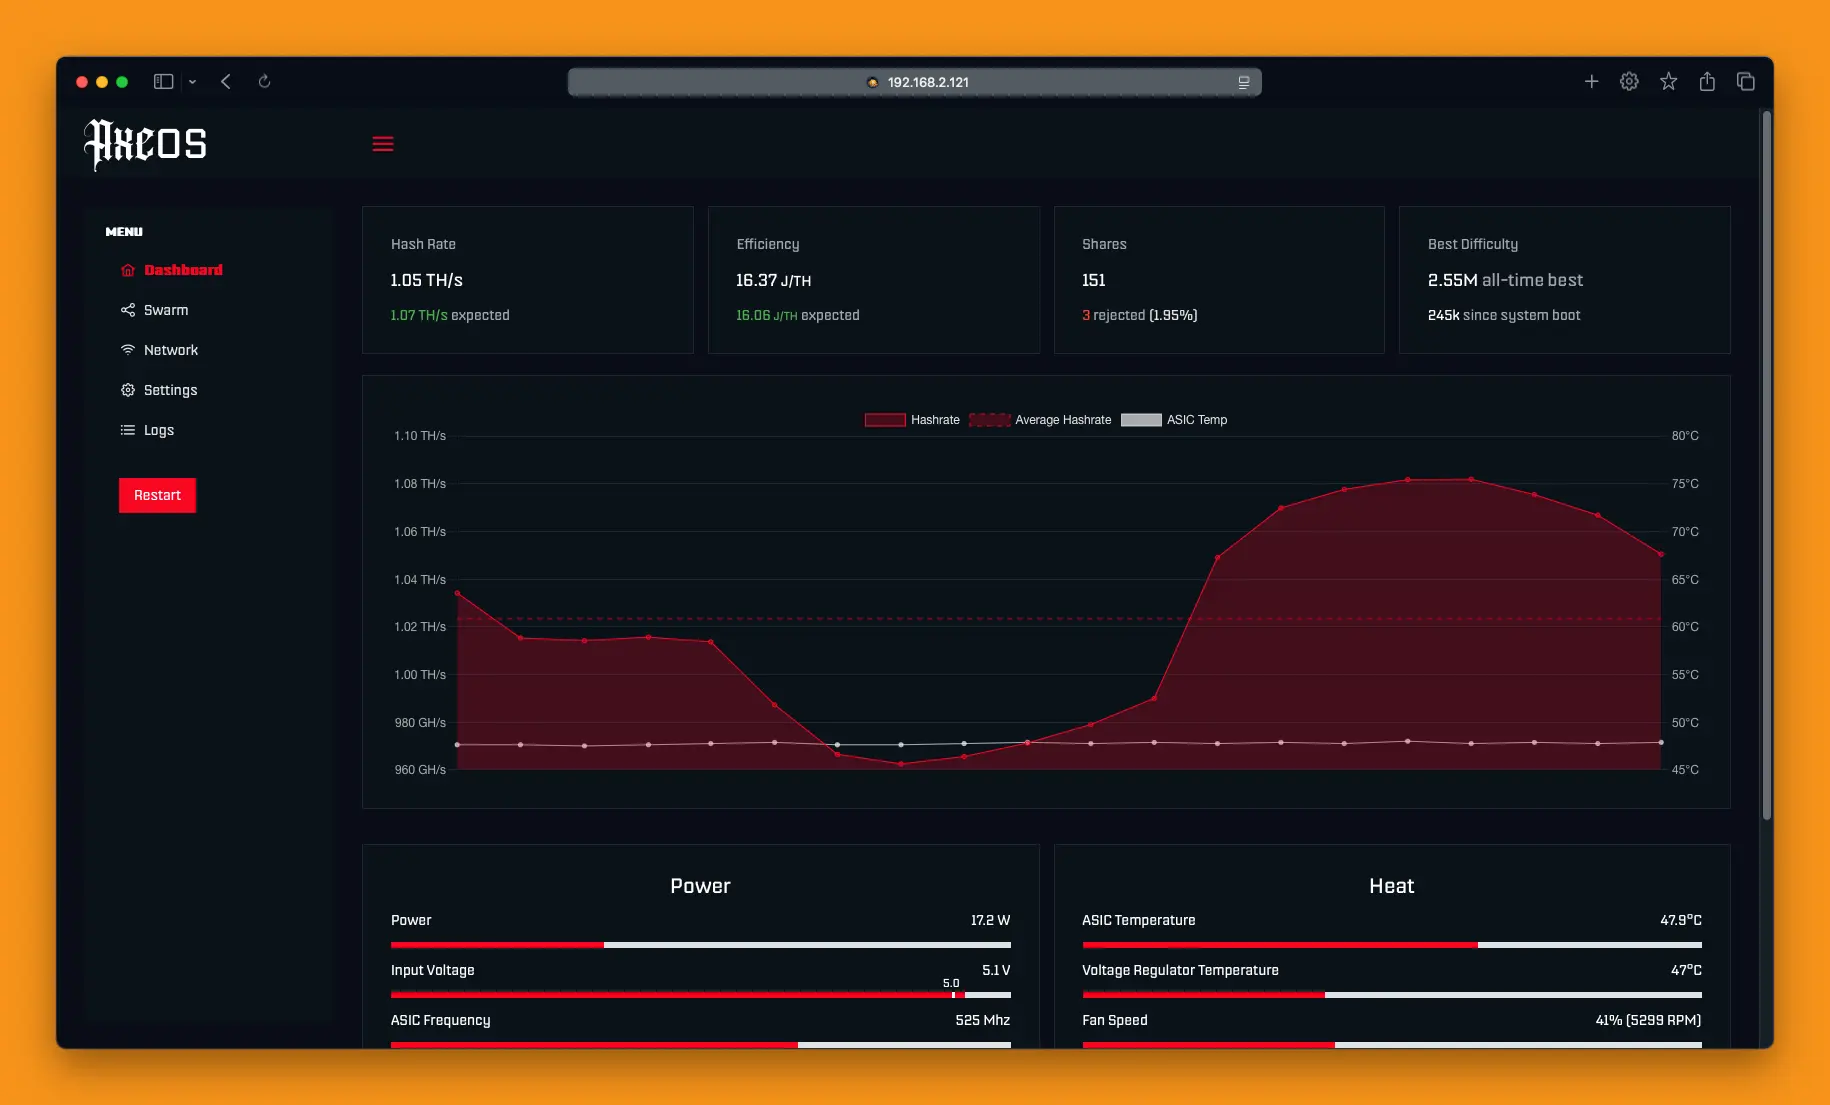 192.168.2.121
AxeOS
MENU
Dashboard
Swarm
Network
Settings
Logs
Restart
Hash Rate
1.05 TH/s
1.07 TH/s expected
Efficiency
16.37 J/TH
16.06 J/TH expected
Shares
151
3 rejected (1.95%)
Best Difficulty
2.55M all-time best
245k since system boot
Hashrate Average Hashrate ASIC Temp
1.10 TH/s
1.08 TH/s
1.06 TH/s
1.04 TH/s
1.02 TH/s
1.00 TH/s
980 GH/s
960 GH/s
80°C
75°C
70°C
65°C
60°C
55°C
50°C
45°C
Power
Power 17.2 W
Input Voltage 5.1 V
5.0
ASIC Frequency 525 Mhz
Heat
ASIC Temperature 47.9°C
Voltage Regulator Temperature 47°C
Fan Speed 41% (5299 RPM)